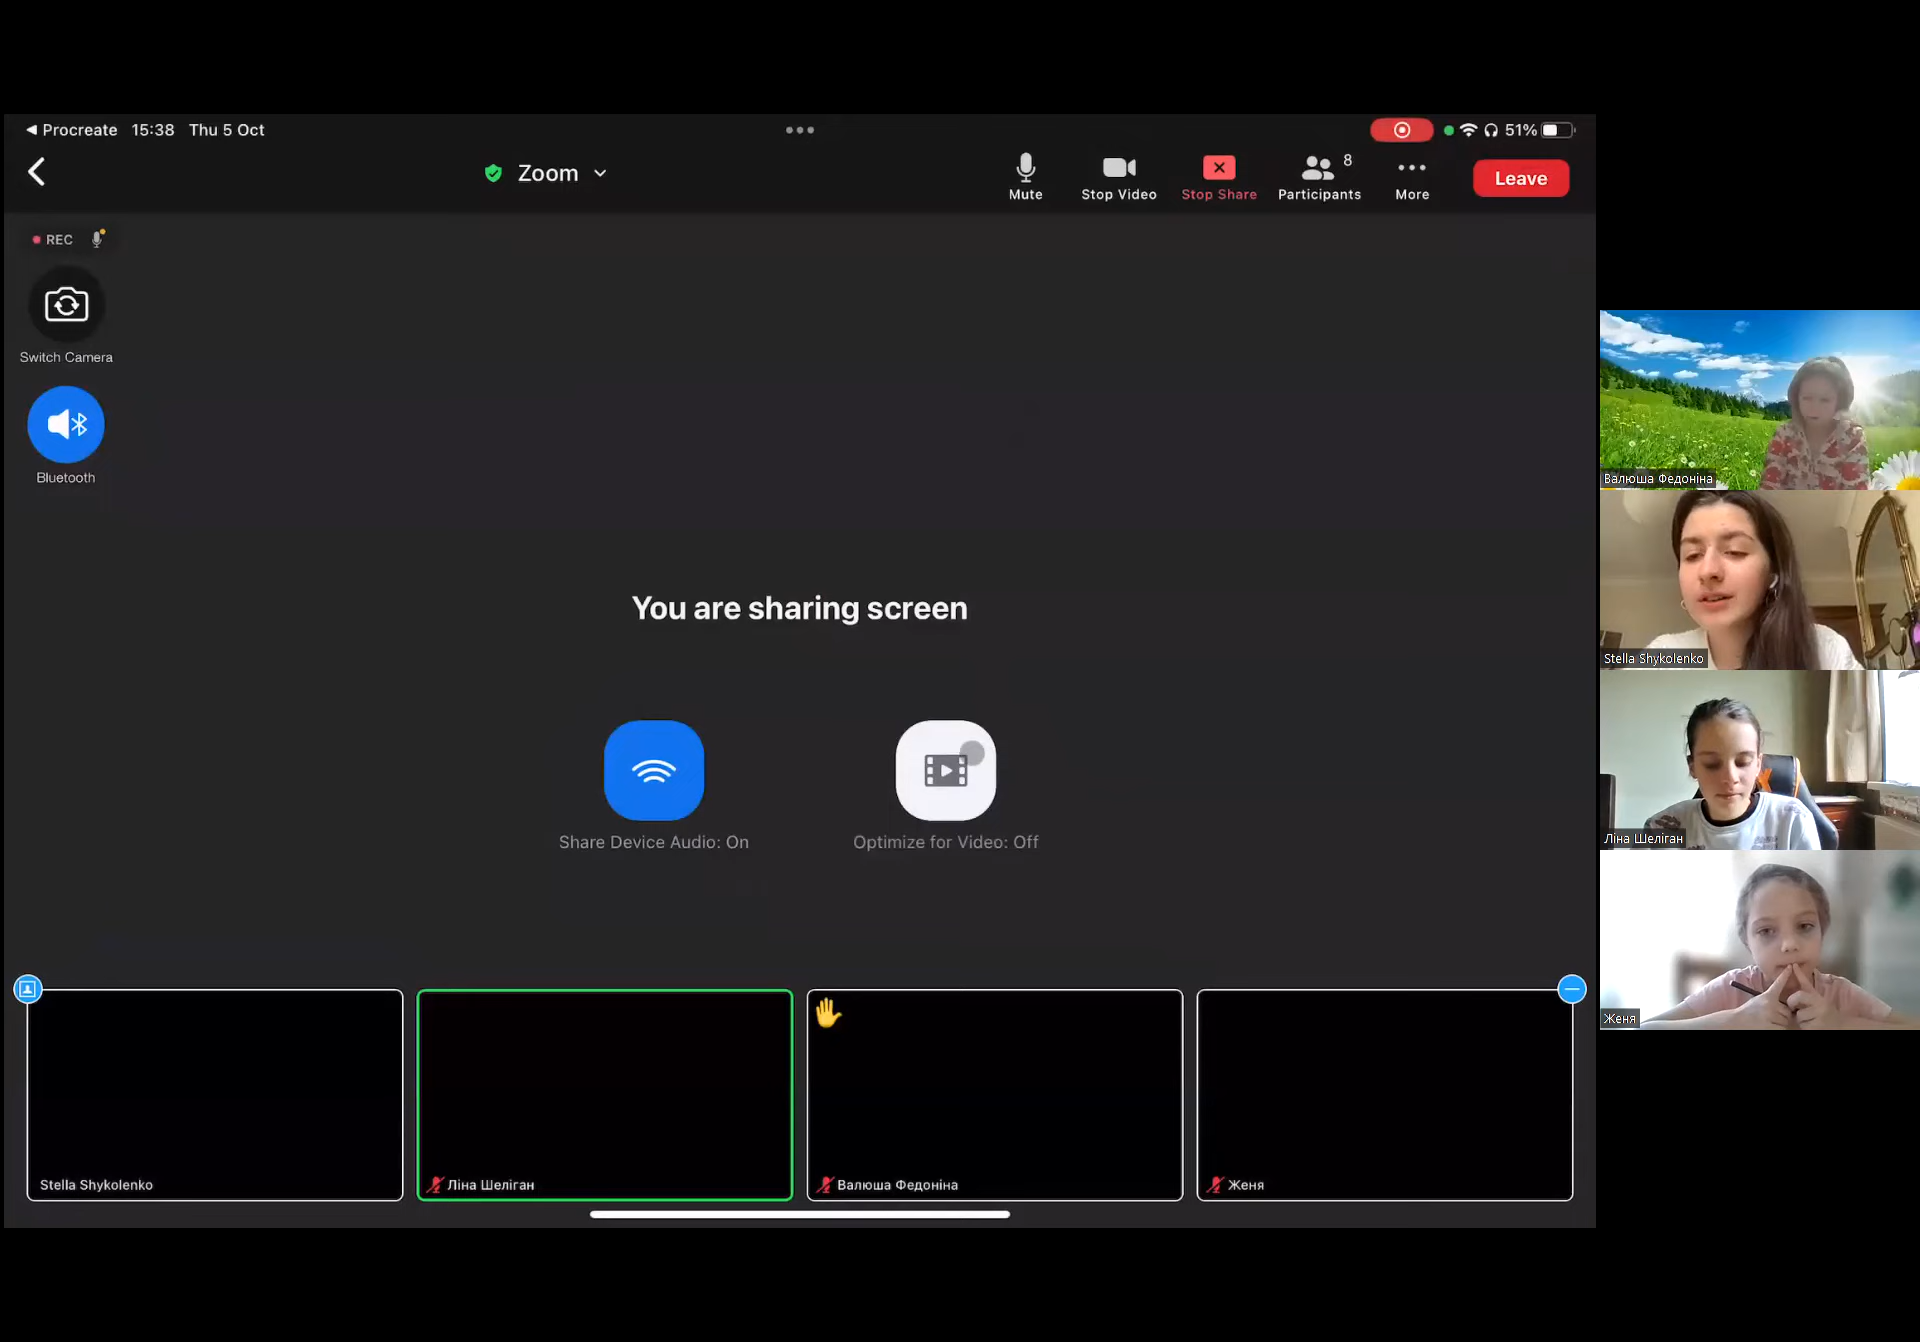 Procreate 15:38 Thu 5 Oct
51%
Zoom
8
Mute Stop Video Stop Share Participants More Leave
REC
Switch Camera
Bluetooth
You are sharing screen
Share Device Audio: On
Optimize for Video: Off
Stella Shykolenko
Ліна Шеліган
Валюша Федоніна
Женя
Валюша Федоніна
Stella Shykolenko
Ліна Шеліган
Женя